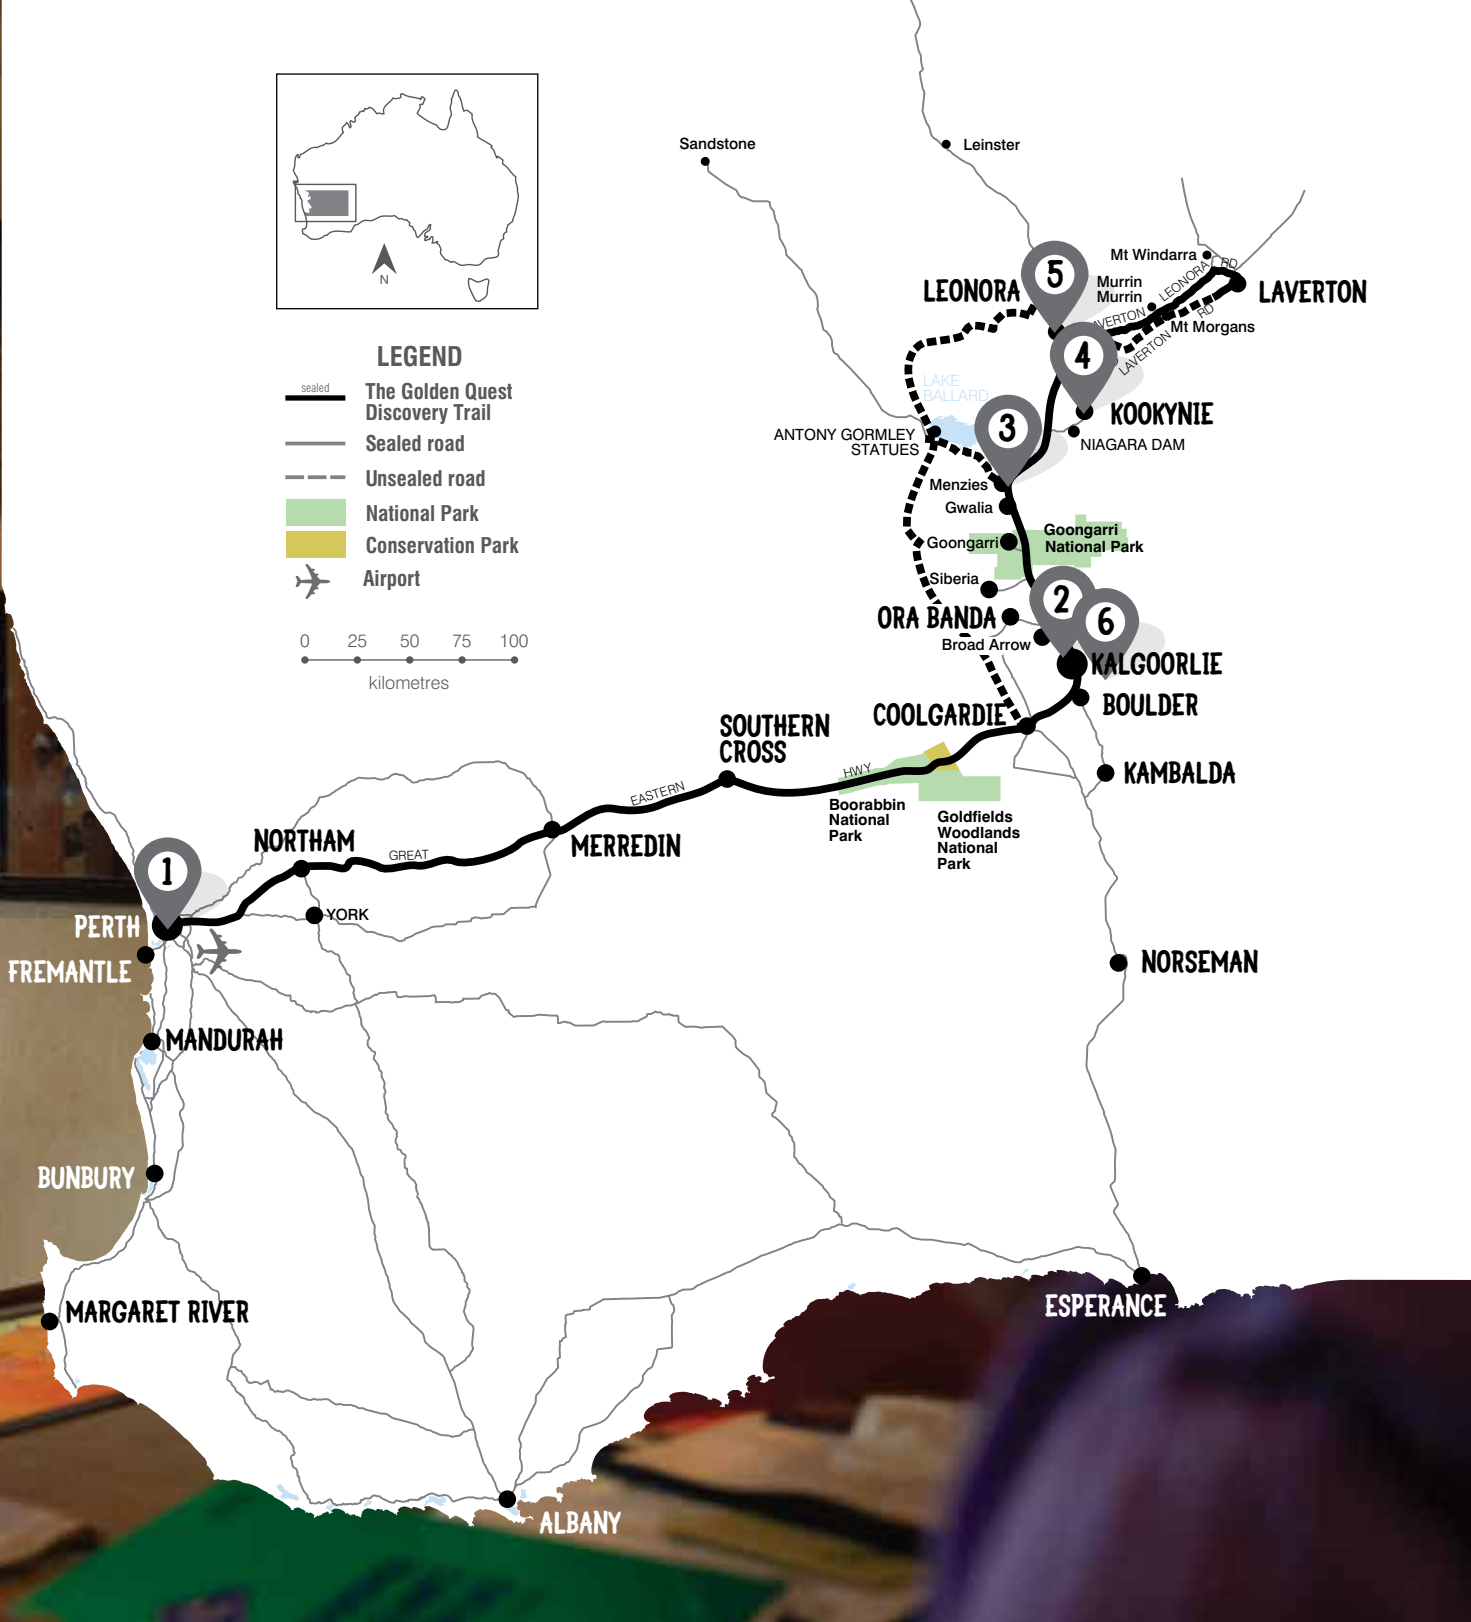 N
LEGEND
sealed
The Golden Quest
Discovery Trail
Sealed road
Unsealed road
National Park
Conservation Park
Airport
0 25 50 75 100
kilometres
Sandstone
Leinster
Mt Windarra
5
LEONORA
Murrin
Murrin
LEONORA RD
LAVERTON
AVERTON
Mt Morgans
LAVERTON RD
4
LAKE
BALLARD
KOOKYNIE
3
ANTONY GORMLEY
STATUES
NIAGARA DAM
Menzies
Gwalia
Goongarri
Goongarri
National Park
Siberia
2
6
ORA BANDA
Broad Arrow
KALGOORLIE
BOULDER
COOLGARDIE
SOUTHERN
CROSS
KAMBALDA
HWY
EASTERN
Boorabbin
National
Park
Goldfields
Woodlands
National
Park
NORTHAM
GREAT
MERREDIN
1
YORK
PERTH
FREMANTLE
NORSEMAN
MANDURAH
BUNBURY
MARGARET RIVER
ESPERANCE
ALBANY